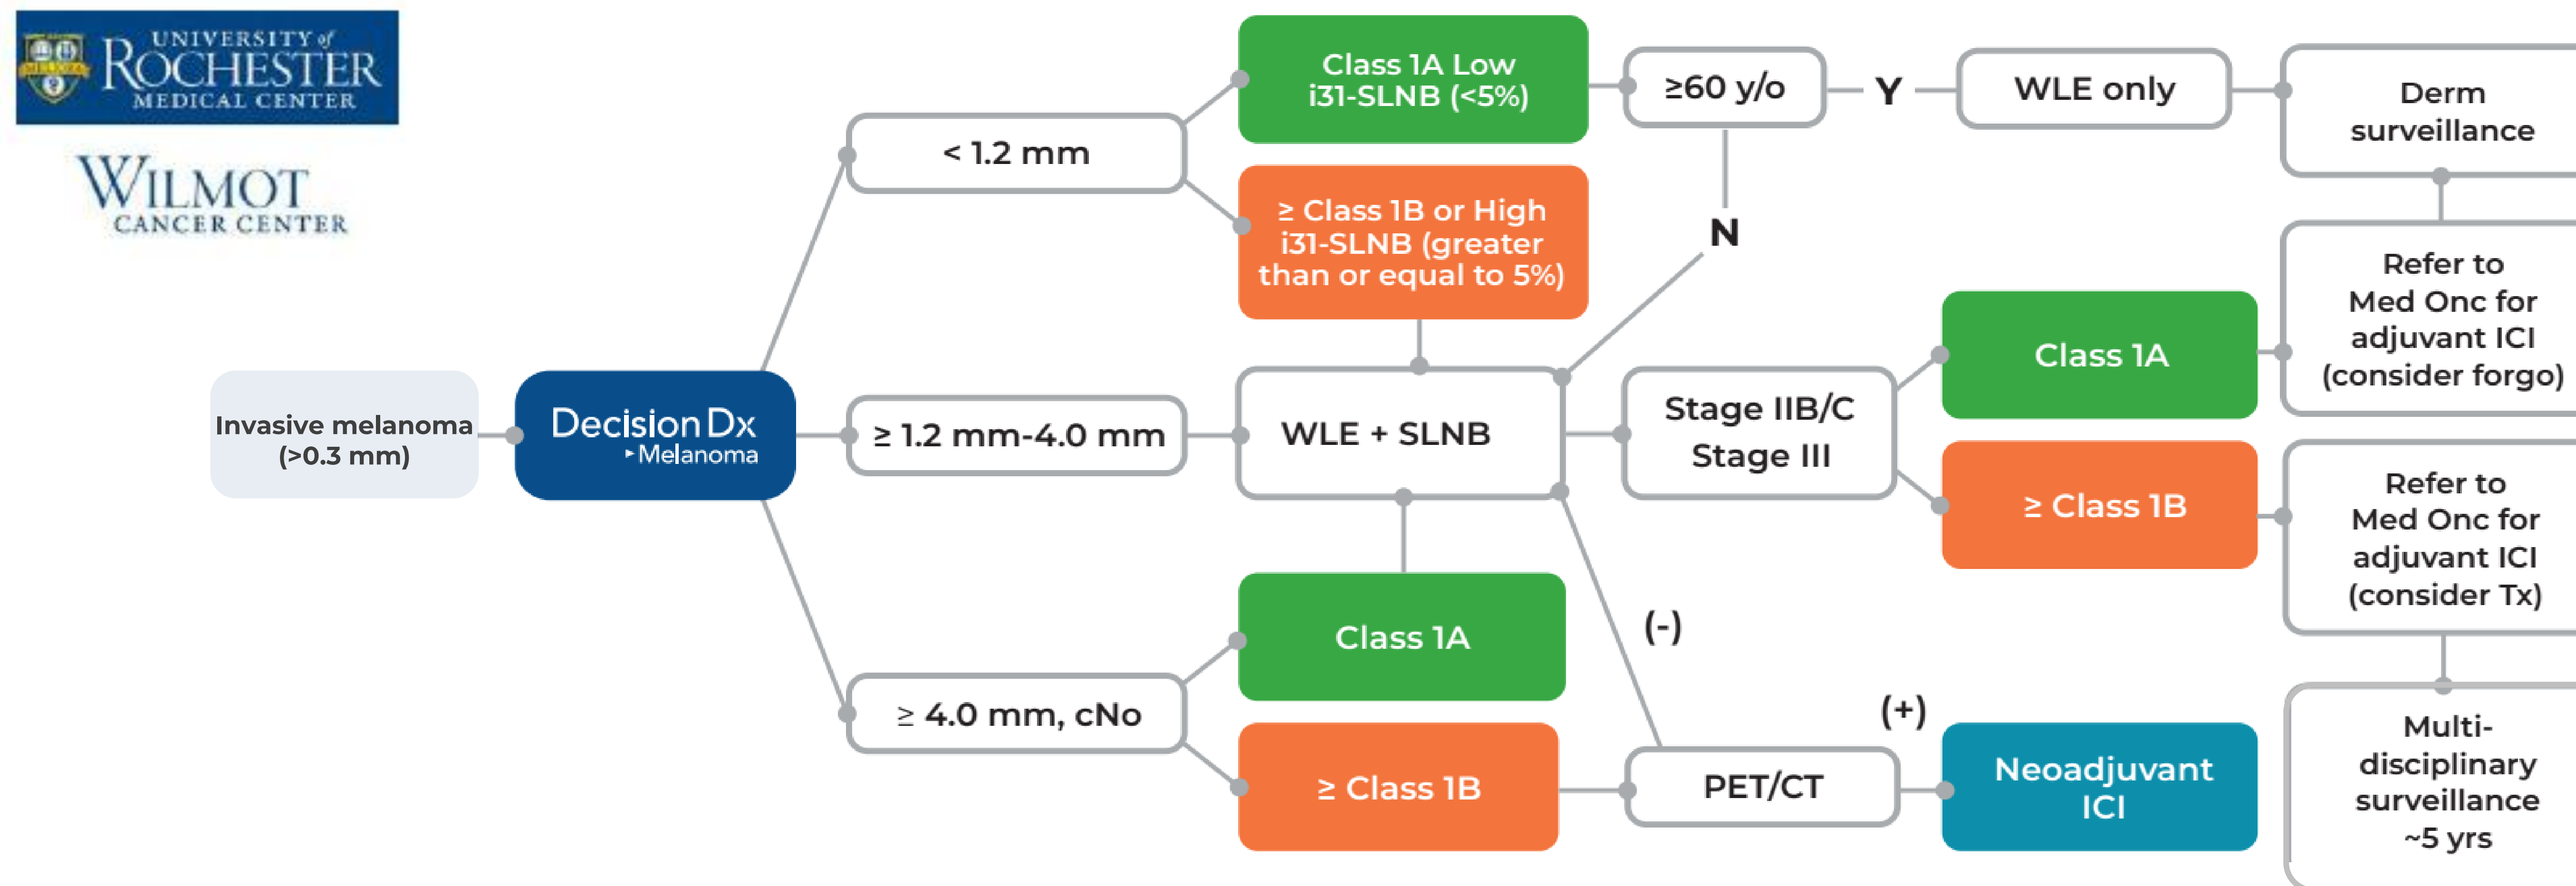 UNIVERSITY of
ROCHESTER
MEDICAL CENTER
WILMOT
CANCER CENTER
Invasive melanoma
(>0.3 mm)
DecisionDx
Melanoma
< 1.2 mm
≥ 1.2 mm-4.0 mm
≥ 4.0 mm, cNo
Class 1A Low
i31-SLNB (<5%)
≥ Class 1B or High
i31-SLNB (greater
than or equal to 5%)
WLE + SLNB
Class 1A
≥ Class 1B
≥60 y/o
Y
N
WLE only
Derm
surveillance
Stage IIB/C
Stage III
Class 1A
≥ Class 1B
Refer to
Med Onc for
adjuvant ICI
(consider forgo)
Refer to
Med Onc for
adjuvant ICI
(consider Tx)
(-)
PET/CT
(+)
Neoadjuvant
ICI
Multi-
disciplinary
surveillance
~5 yrs